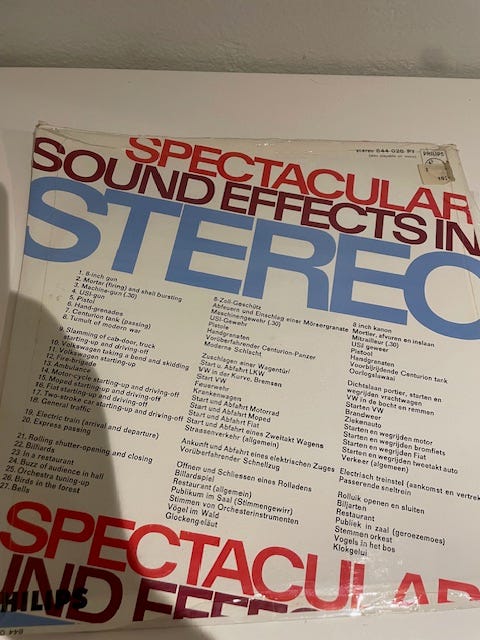 stereo 844 026 PY
PHILIPS
SPECTACULAR
SOUND EFFECTS IN
STEREO
1. 8-inch gun
2. Mortar (firing) and shell bursting
3. Machine-gun (.30)
4. USI-gun
5. Pistol
6. Hand-grenades
7. Centurion tank (passing)
8. Tumult of modern war
9. Slamming of cab-door, truck
starting-up and driving-off
10. Volkswagen taking a bend and skidding
11. Volkswagen starting-up
12. Fire-brigade
13. Ambulance
14. Motor-cycle starting-up and driving-off
15. Moped starting-up and driving-off
16. Fiat starting-up and driving-off
17. Two-stroke car starting-up and driving-off
18. General traffic
19. Electric train (arrival and departure)
20. Express passing
21. Rolling shutter-opening and closing
22. Billiards
23. In a restaurant
24. Buzz of audience in hall
25. Orchestra tuning-up
26. Birds in the forest
27. Bells
8-Zoll-Geschütz
Abfeuern und Einschlag einer Mörsergranate
Maschinengewehr (.30)
USI-Gewehr
Pistole
Handgranaten
Vorüberfahrender Centurion-Panzer
Moderne Schlacht
Zuschlagen einer Wagentür/
Start u. Abfahrt LKW
VW in der Kurve, Bremsen
Start VW
Feuerwehr
Krankenwagen
Start und Abfahrt Motorrad
Start und Abfahrt Moped
Start und Abfahrt Fiat
Start und Abfahrt eines Zweitakt Wagens
Strassenverkehr (allgemein)
Ankunft und Abfahrt eines elektrischen Zuges
Vorüberfahrender Schnellzug
Öffnen und Schliessen eines Rolladens
Billardspiel
Restaurant (allgemein)
Publikum im Saal (Stimmengewirr)
Stimmen von Orchesterinstrumenten
Vögel im Wald
Glockengeläut
8 inch kanon
Mortier, afvuren en inslaan
Mitrailleur (.30)
USI geweer
Pistool
Handgranaten
Voorbijrijdende Centurion tank
Oorlogslawaai
Dichtslaan portier, starten en
wegrijden vrachtwagen
VW in de bocht en remmen
Starten VW
Brandweer
Ziekenauto
Starten en wegrijden motor
Starten en wegrijden bromfiets
Starten en wegrijden Fiat
Starten en wegrijden tweetakt auto
Verkeer (algemeen)
Electrisch treinstel (aankomst en vertrek
Passerende sneltrein
Rolluik openen en sluiten
Biljarten
Restaurant
Publiek in zaal (geroezemoes)
Stemmen orkest
Vogels in het bos
Klokgelui
SPECTACULAR
UND EFFEC
PHILIPS